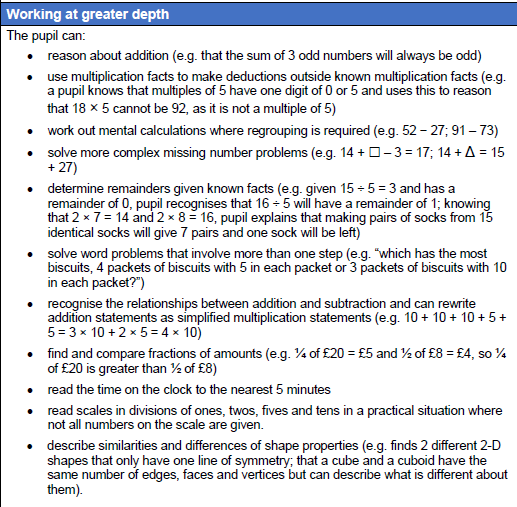 Working at greater depth
The pupil can:
• reason about addition (e.g. that the sum of 3 odd numbers will always be odd)
• use multiplication facts to make deductions outside known multiplication facts (e.g.
a pupil knows that multiples of 5 have one digit of 0 or 5 and uses this to reason
that 18 × 5 cannot be 92, as it is not a multiple of 5)
• work out mental calculations where regrouping is required (e.g. 52 – 27; 91 – 73)
• solve more complex missing number problems (e.g. 14 + □ – 3 = 17; 14 + Δ = 15
+ 27)
• determine remainders given known facts (e.g. given 15 ÷ 5 = 3 and has a
remainder of 0, pupil recognises that 16 ÷ 5 will have a remainder of 1; knowing
that 2 × 7 = 14 and 2 × 8 = 16, pupil explains that making pairs of socks from 15
identical socks will give 7 pairs and one sock will be left)
• solve word problems that involve more than one step (e.g. “which has the most
biscuits, 4 packets of biscuits with 5 in each packet or 3 packets of biscuits with 10
in each packet?”)
• recognise the relationships between addition and subtraction and can rewrite
addition statements as simplified multiplication statements (e.g. 10 + 10 + 10 + 5 +
5 = 3 × 10 + 2 × 5 = 4 × 10)
• find and compare fractions of amounts (e.g. ¼ of £20 = £5 and ½ of £8 = £4, so ¼
of £20 is greater than ½ of £8)
• read the time on the clock to the nearest 5 minutes
• read scales in divisions of ones, twos, fives and tens in a practical situation where
not all numbers on the scale are given.
• describe similarities and differences of shape properties (e.g. finds 2 different 2-D
shapes that only have one line of symmetry; that a cube and a cuboid have the
same number of edges, faces and vertices but can describe what is different about
them).